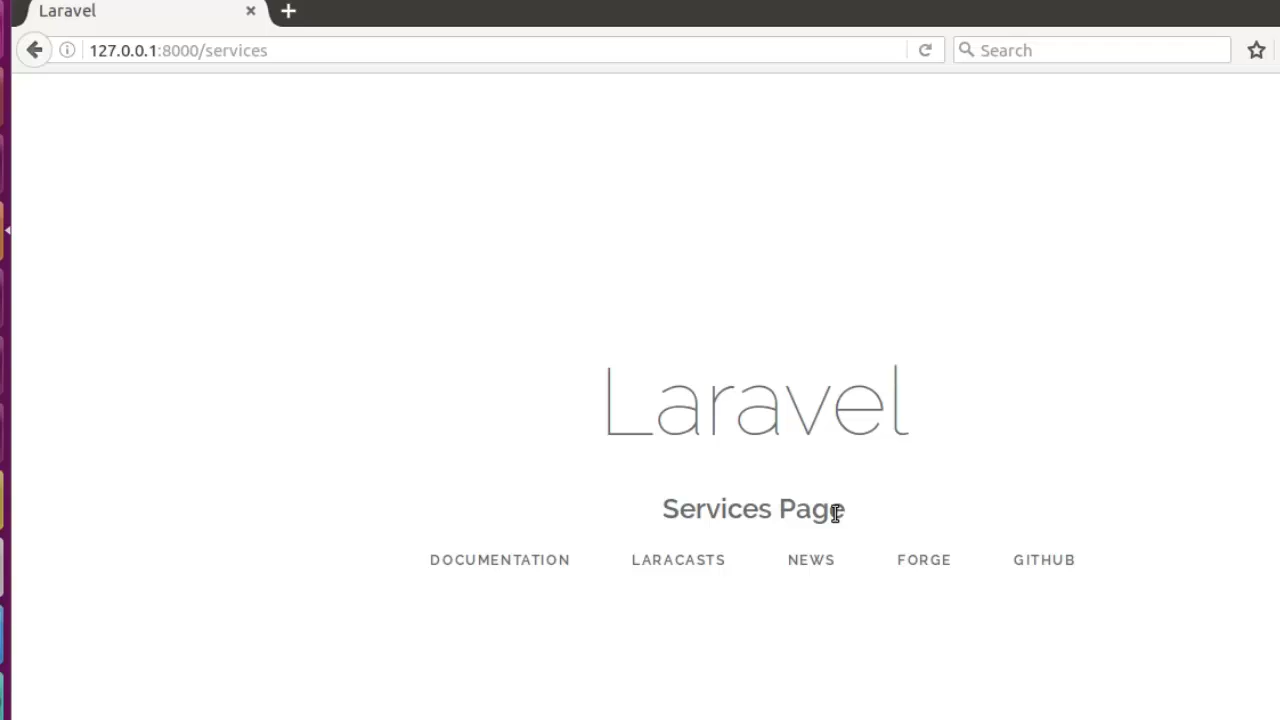 Laravel
127.0.0.1:8000/services
Search
Laravel
Services Page
DOCUMENTATION LARACASTS NEWS FORGE GITHUB